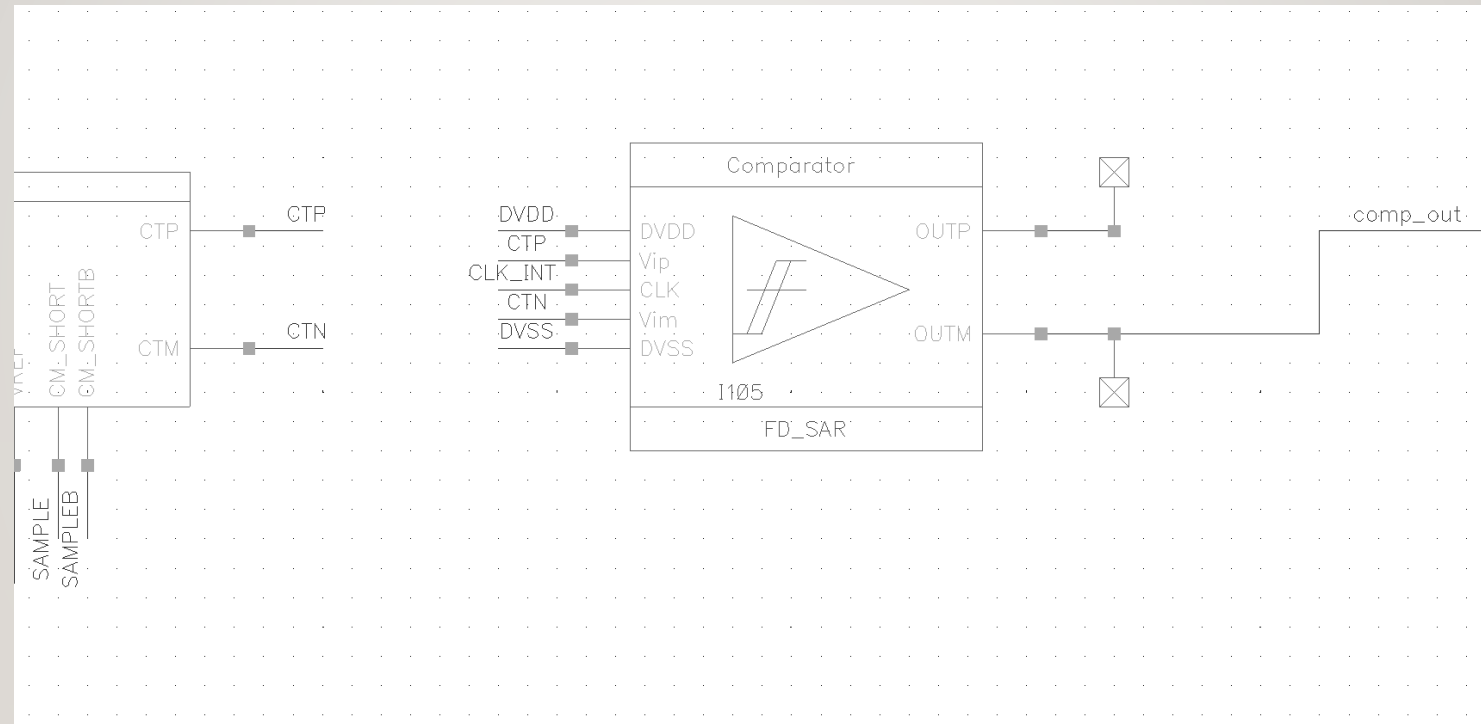 CTP
CTP
CTN
CTM
VREF
CM_SHORT
CM_SHORTB
SAMPLE
SAMPLEB
Comparator
DVDD
DVDD
CTP
Vip
CLK_INT
CLK
CTN
Vim
DVSS
DVSS
OUTP
OUTM
I105
FD_SAR
comp_out